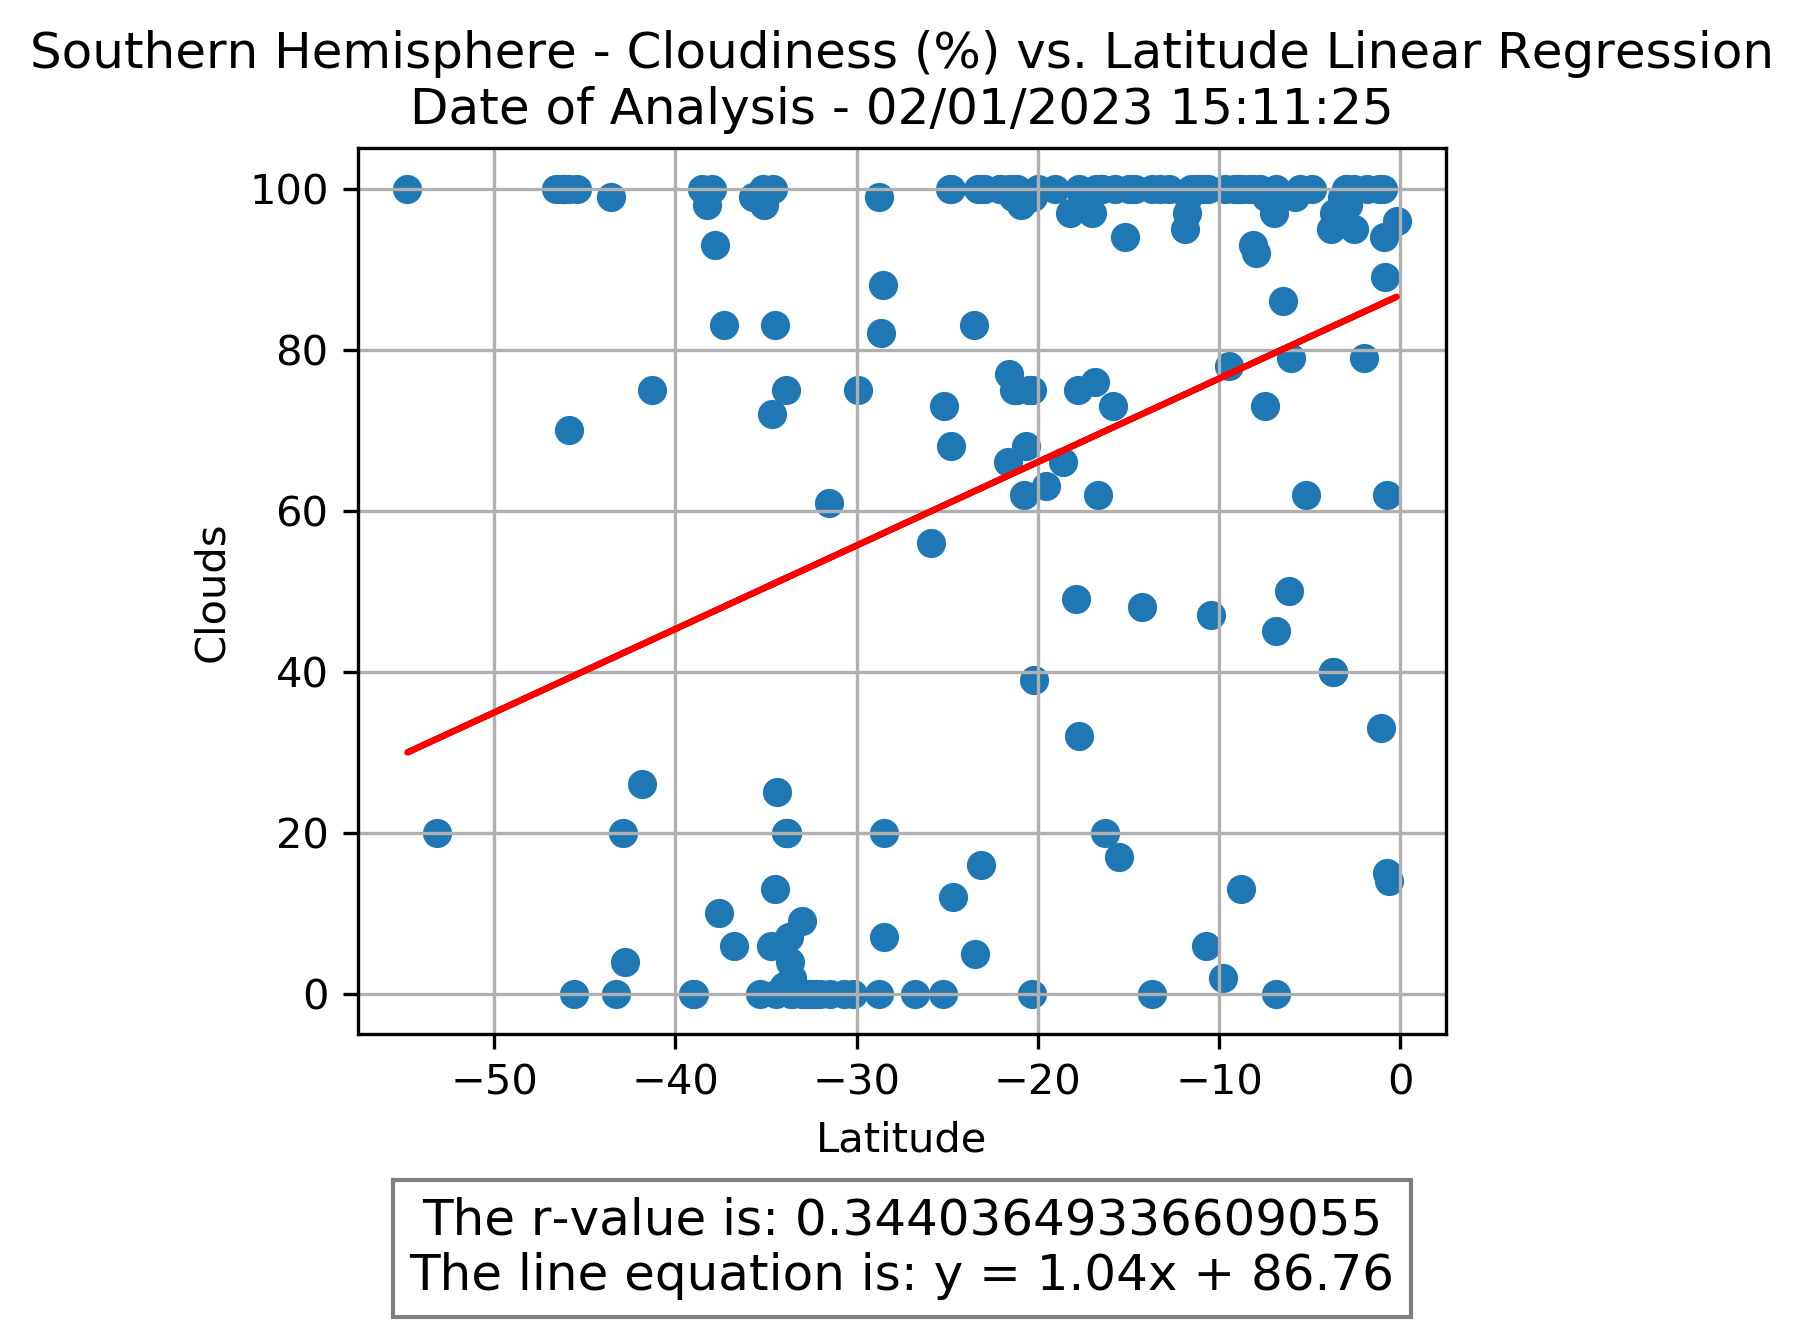 Southern Hemisphere - Cloudiness (%) vs. Latitude Linear Regression
Date of Analysis - 02/01/2023 15:11:25
100
80
60
40
20
0
Clouds
−50
−40
−30
−20
−10
0
Latitude
The r-value is: 0.34403649336609055
The line equation is: y = 1.04x + 86.76